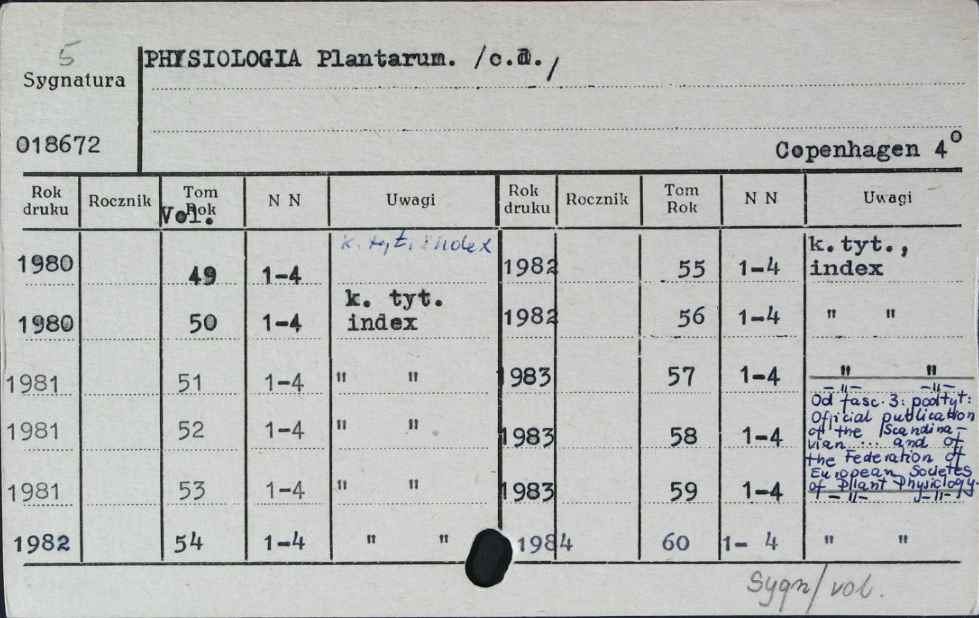 5
PHYSIOLOGIA Plantarum. /c.d./
Sygnatura
018672
Copenhagen 4°
Rok druku Rocznik Tom Rok N N Uwagi Rok druku Rocznik Tom Rok N N Uwagi
Vol.
1980 49 1-4 k. tyt. index
1980 50 1-4 k. tyt. index
1981 51 1-4 " "
1981 52 1-4 " "
1981 53 1-4 " "
1982 54 1-4 " "
1982 55 1-4 k.tyt., index
1982 56 1-4 " "
1983 57 1-4 " "
1983 58 1-4 -"- -"-
Od fasc. 3: podtyt:
Official publication
of the Scandina-
vian ... and of
the Federation of
European Societes
of Plant Physiology
1983 59 1-4 -"- -"-
1984 60 1- 4 " "
Sygn/vol.